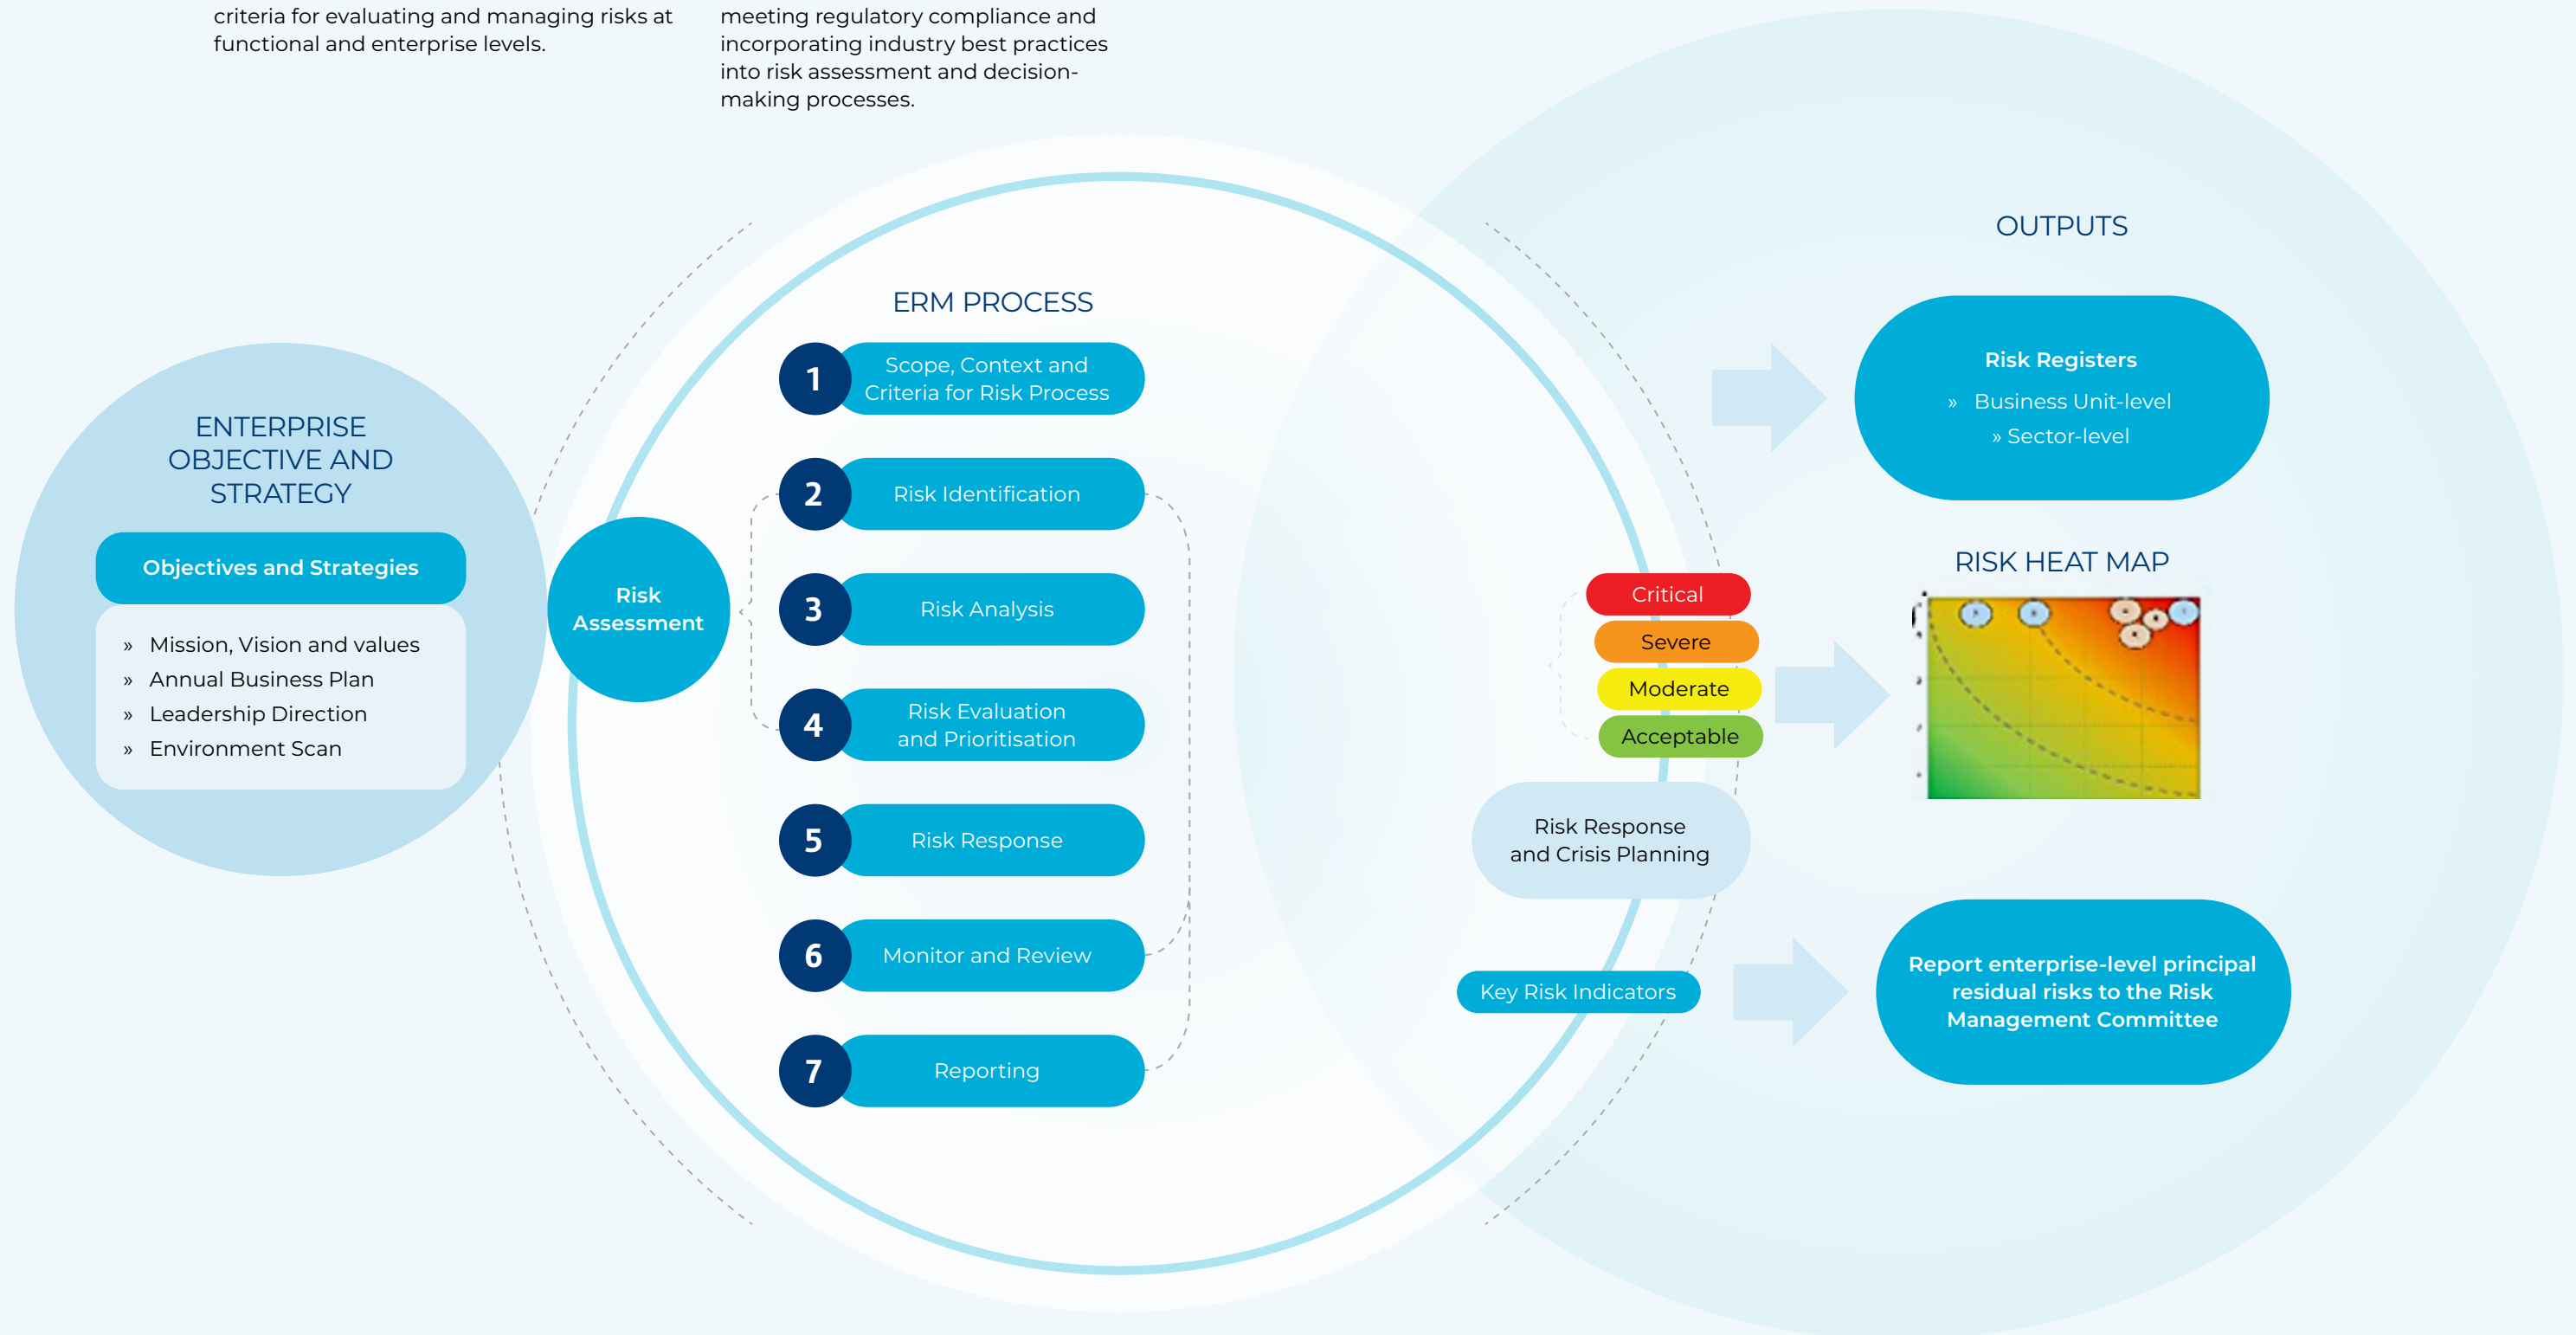 criteria for evaluating and managing risks at
functional and enterprise levels.
meeting regulatory compliance and
incorporating industry best practices
into risk assessment and decision-
making processes.
ENTERPRISE
OBJECTIVE AND
STRATEGY
Objectives and Strategies
» Mission, Vision and values
» Annual Business Plan
» Leadership Direction
» Environment Scan
Risk
Assessment
ERM PROCESS
1
Scope, Context and
Criteria for Risk Process
2
Risk Identification
3
Risk Analysis
4
Risk Evaluation
and Prioritisation
5
Risk Response
6
Monitor and Review
7
Reporting
Critical
Severe
Moderate
Acceptable
Risk Response
and Crisis Planning
Key Risk Indicators
OUTPUTS
Risk Registers
» Business Unit-level
» Sector-level
RISK HEAT MAP
Report enterprise-level principal
residual risks to the Risk
Management Committee